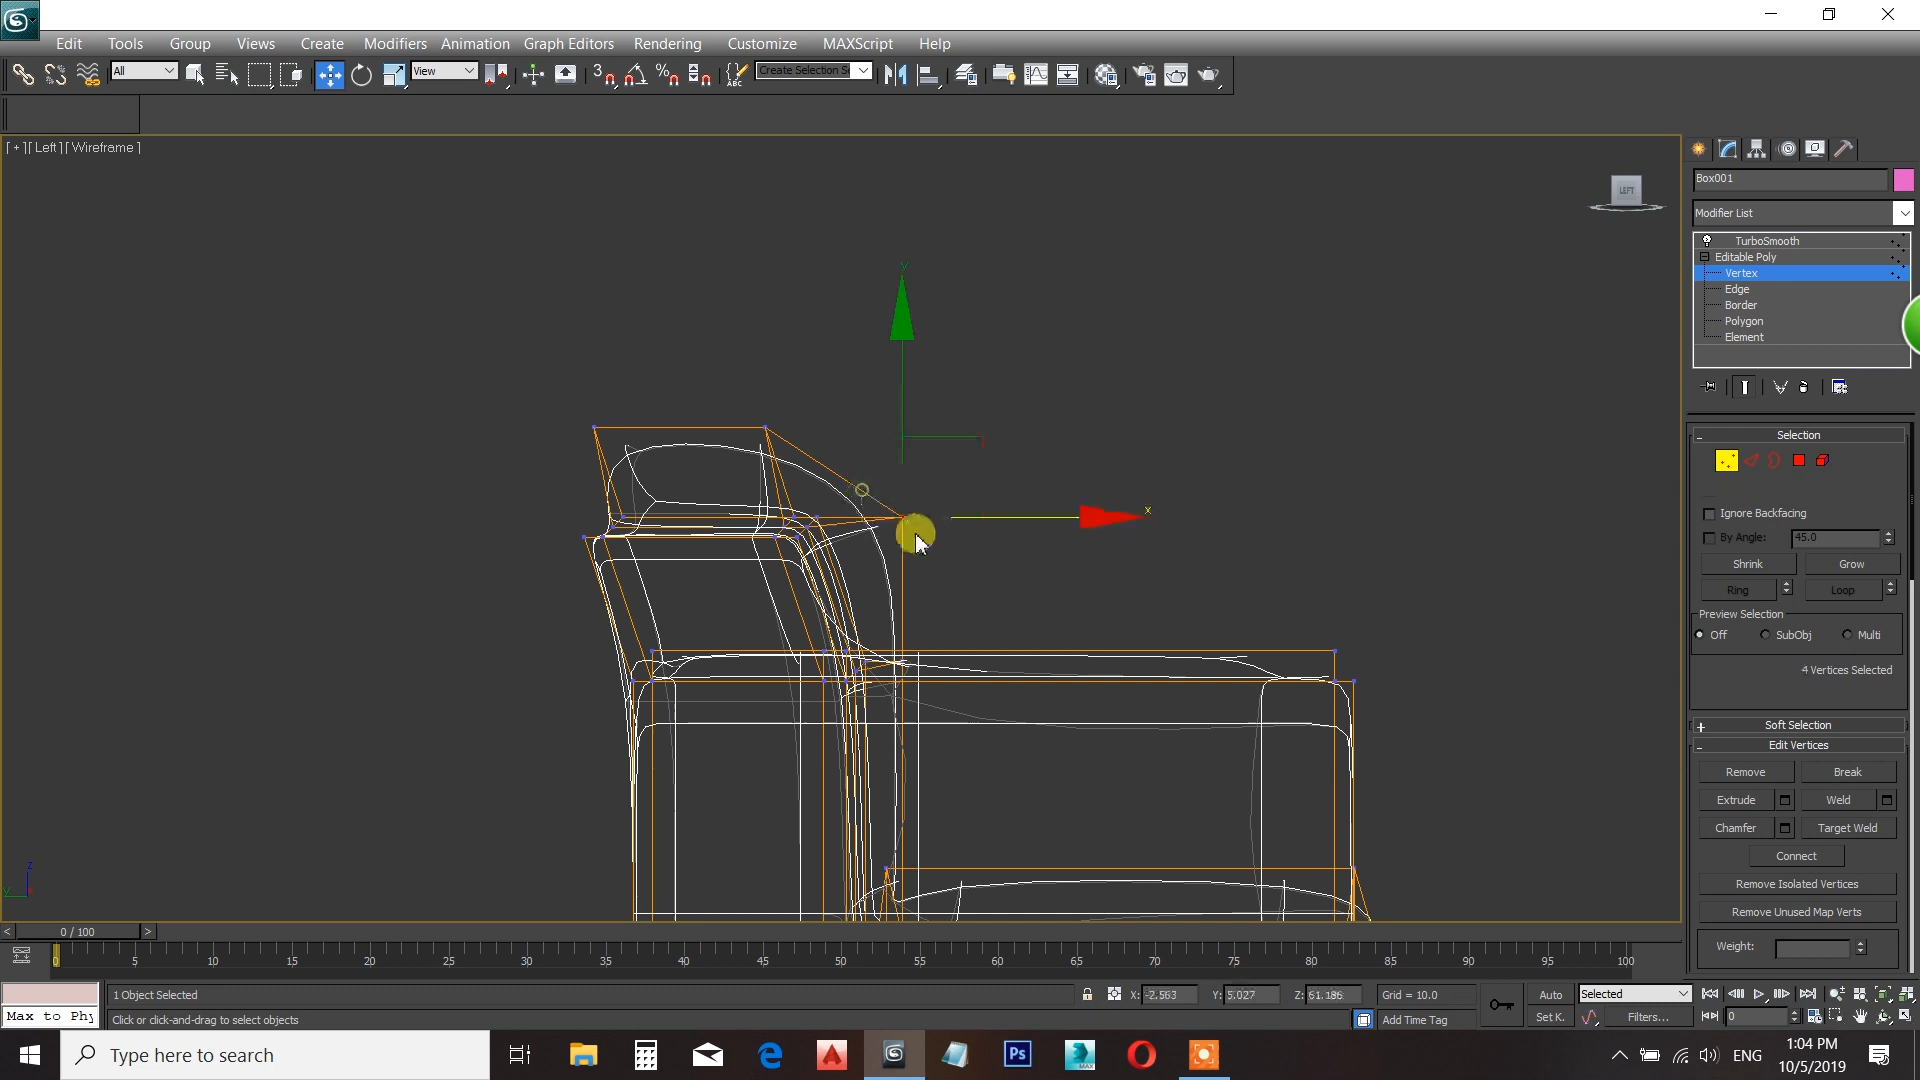 Edit Tools Group Views Create Modifiers Animation Graph Editors Rendering Customize MAXScript Help
All View 3 ABC Create Selection S
[ + ][ Left ][ Wireframe ]
LEFT
Box001
Modifier List
TurboSmooth
Editable Poly
Vertex
Edge
Border
Polygon
Element
y
x
- Selection
Ignore Backfacing
By Angle: 45.0
Shrink Grow
Ring Loop
Preview Selection
Off SubObj Multi
4 Vertices Selected
+ Soft Selection
- Edit Vertices
Remove Break
Extrude Weld
Chamfer Target Weld
Connect
Remove Isolated Vertices
Remove Unused Map Verts
Weight:
z
y
< 0 / 100 >
0 5 10 15 20 25 30 35 40 45 50 55 60 65 70 75 80 85 90 95 100
1 Object Selected X: -2.563 Y: 5.027 Z: 61.186 Grid = 10.0 Auto Selected
Max to Phy Click or click-and-drag to select objects Add Time Tag Set K. Filters... 0
Type here to search
Ps
MAX
ENG
1:04 PM
10/5/2019